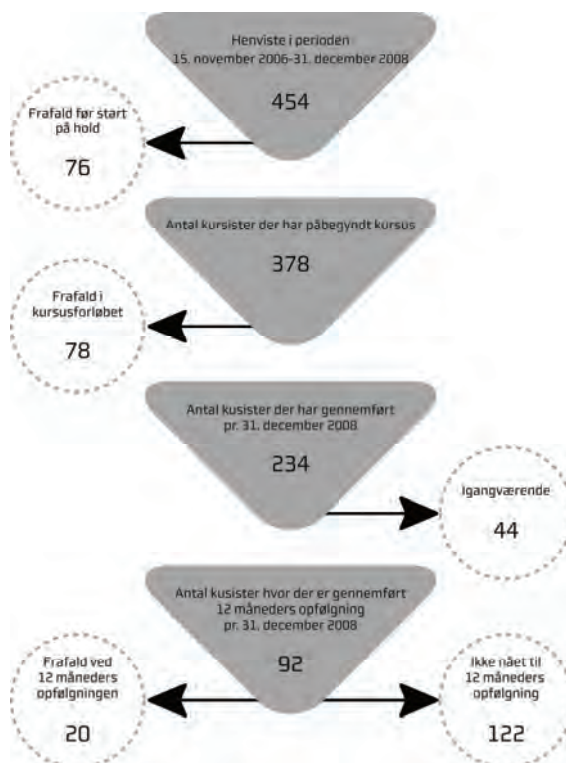 Henviste i perioden
15. november 2006-31. december 2008
454
Frafald før start
på hold
76
Antal kursister der har påbegyndt kursus
378
Frafald i
kursusforløbet
78
Antal kusister der har gennemført
pr. 31. december 2008
234
Igangværende
44
Antal kusister hvor der er gennemført
12 måneders opfølgning
pr. 31. december 2008
92
Frafald ved
12 måneders
opfølgningen
20
Ikke nået til
12 måneders
opfølgning
122